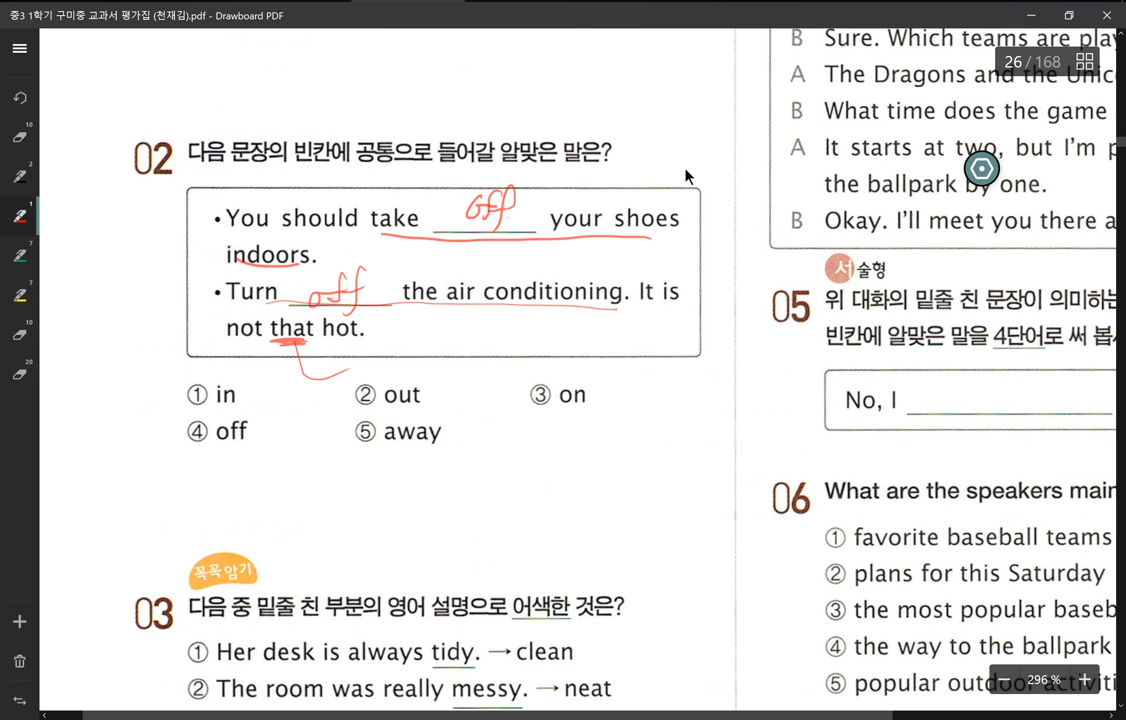 중3 1학기 구미중 교과서 평가집 (천재김).pdf - Drawboard PDF
26 / 168
10
2
1
7
7
10
20
02 다음 문장의 빈칸에 공통으로 들어갈 알맞은 말은?
• You should take off your shoes
indoors.
• Turn off the air conditioning. It is
not that hot.
① in ② out ③ on
④ off ⑤ away
꼭꼭 암기
03 다음 중 밑줄 친 부분의 영어 설명으로 어색한 것은?
① Her desk is always tidy. → clean
② The room was really messy. → neat
B Sure. Which teams are play
A The Dragons and the Unic
B What time does the game
A It starts at two, but I'm p
the ballpark by one.
B Okay. I'll meet you there a
서술형
05 위 대화의 밑줄 친 문장이 의미하는
빈칸에 알맞은 말을 4단어로 써 봅시
No, I
06 What are the speakers main
① favorite baseball teams
② plans for this Saturday
③ the most popular baseb
④ the way to the ballpark
⑤ popular outdoor activiti
296 %